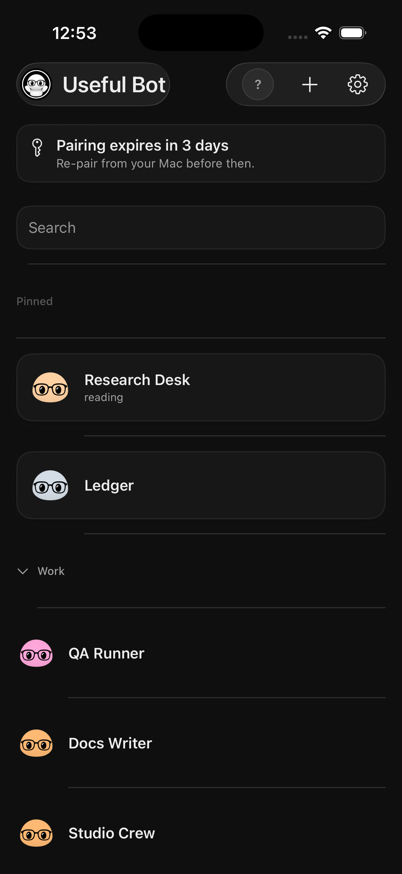 12:53
Useful Bot
?
Pairing expires in 3 days
Re-pair from your Mac before then.
Search
Pinned
Research Desk
reading
Ledger
Work
QA Runner
Docs Writer
Studio Crew